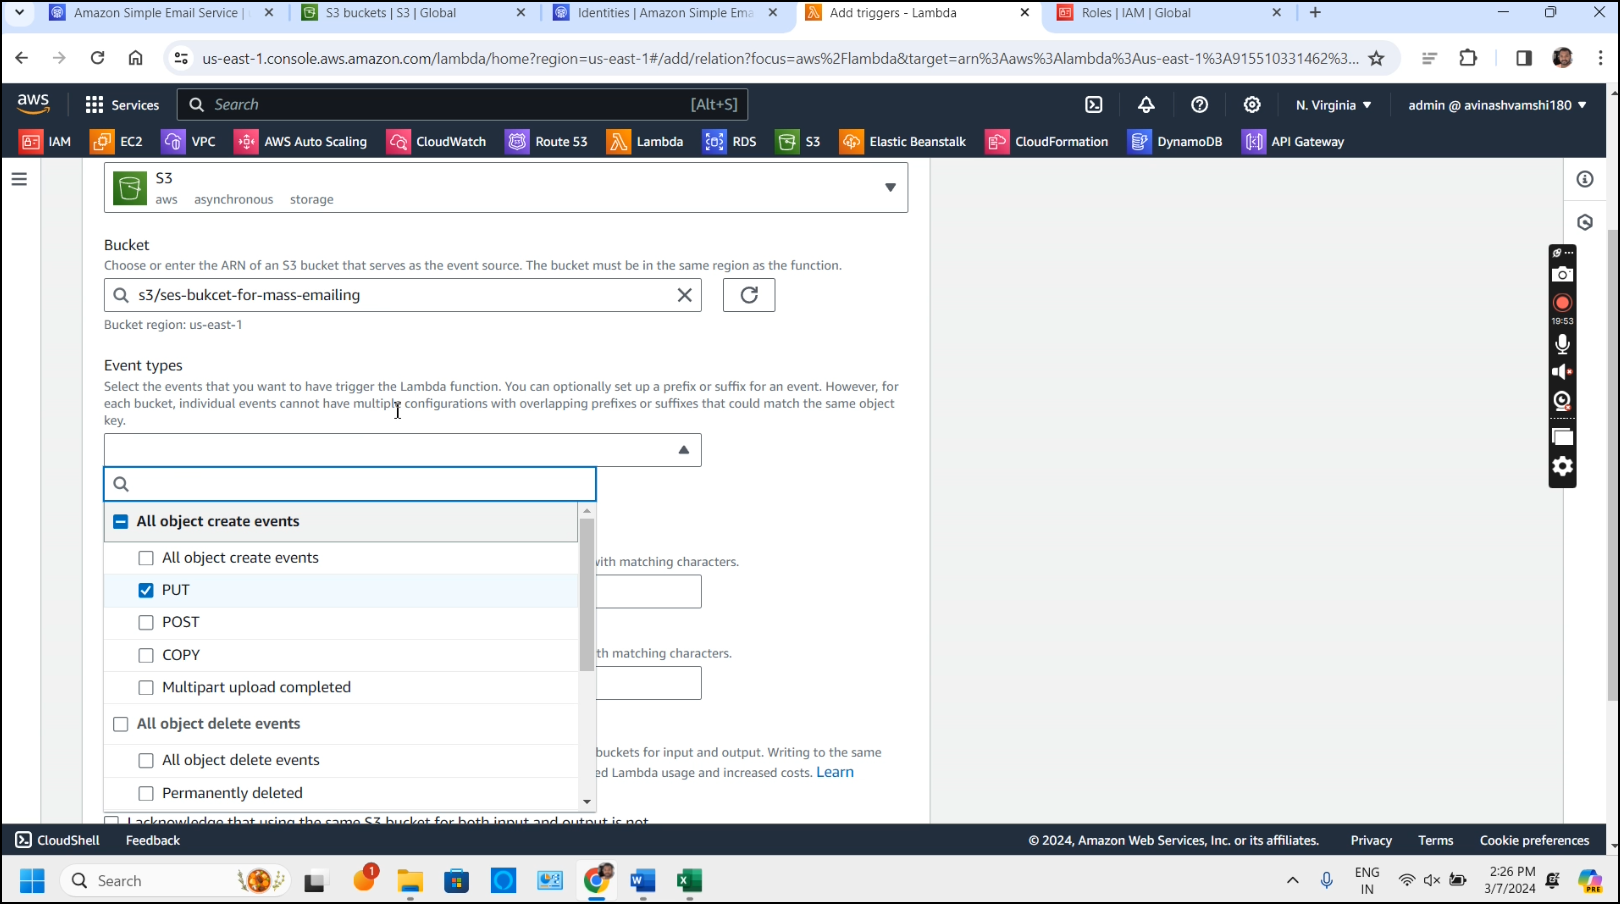 Amazon Simple Email Service |
S3 buckets | S3 | Global
Identities | Amazon Simple Ema
Add triggers - Lambda
Roles | IAM | Global
us-east-1.console.aws.amazon.com/lambda/home?region=us-east-1#/add/relation?focus=aws%2Flambda&target=arn%3Aaws%3Alambda%3Aus-east-1%3A915510331462%3...
aws
Services
Search
[Alt+S]
N. Virginia
admin @ avinashvamshi180
IAM
EC2
VPC
AWS Auto Scaling
CloudWatch
Route 53
Lambda
RDS
S3
Elastic Beanstalk
CloudFormation
DynamoDB
API Gateway
S3
aws asynchronous storage
Bucket
Choose or enter the ARN of an S3 bucket that serves as the event source. The bucket must be in the same region as the function.
s3/ses-bukcet-for-mass-emailing
Bucket region: us-east-1
Event types
Select the events that you want to have trigger the Lambda function. You can optionally set up a prefix or suffix for an event. However, for
each bucket, individual events cannot have multiple configurations with overlapping prefixes or suffixes that could match the same object
key.
All object create events
All object create events
with matching characters.
PUT
POST
COPY
th matching characters.
Multipart upload completed
All object delete events
All object delete events
Permanently deleted
buckets for input and output. Writing to the same
ed Lambda usage and increased costs. Learn
I acknowledge that using the same S3 bucket for both input and output is not
19:53
CloudShell
Feedback
© 2024, Amazon Web Services, Inc. or its affiliates.
Privacy
Terms
Cookie preferences
Search
1
ENG
IN
2:26 PM
3/7/2024
PRE